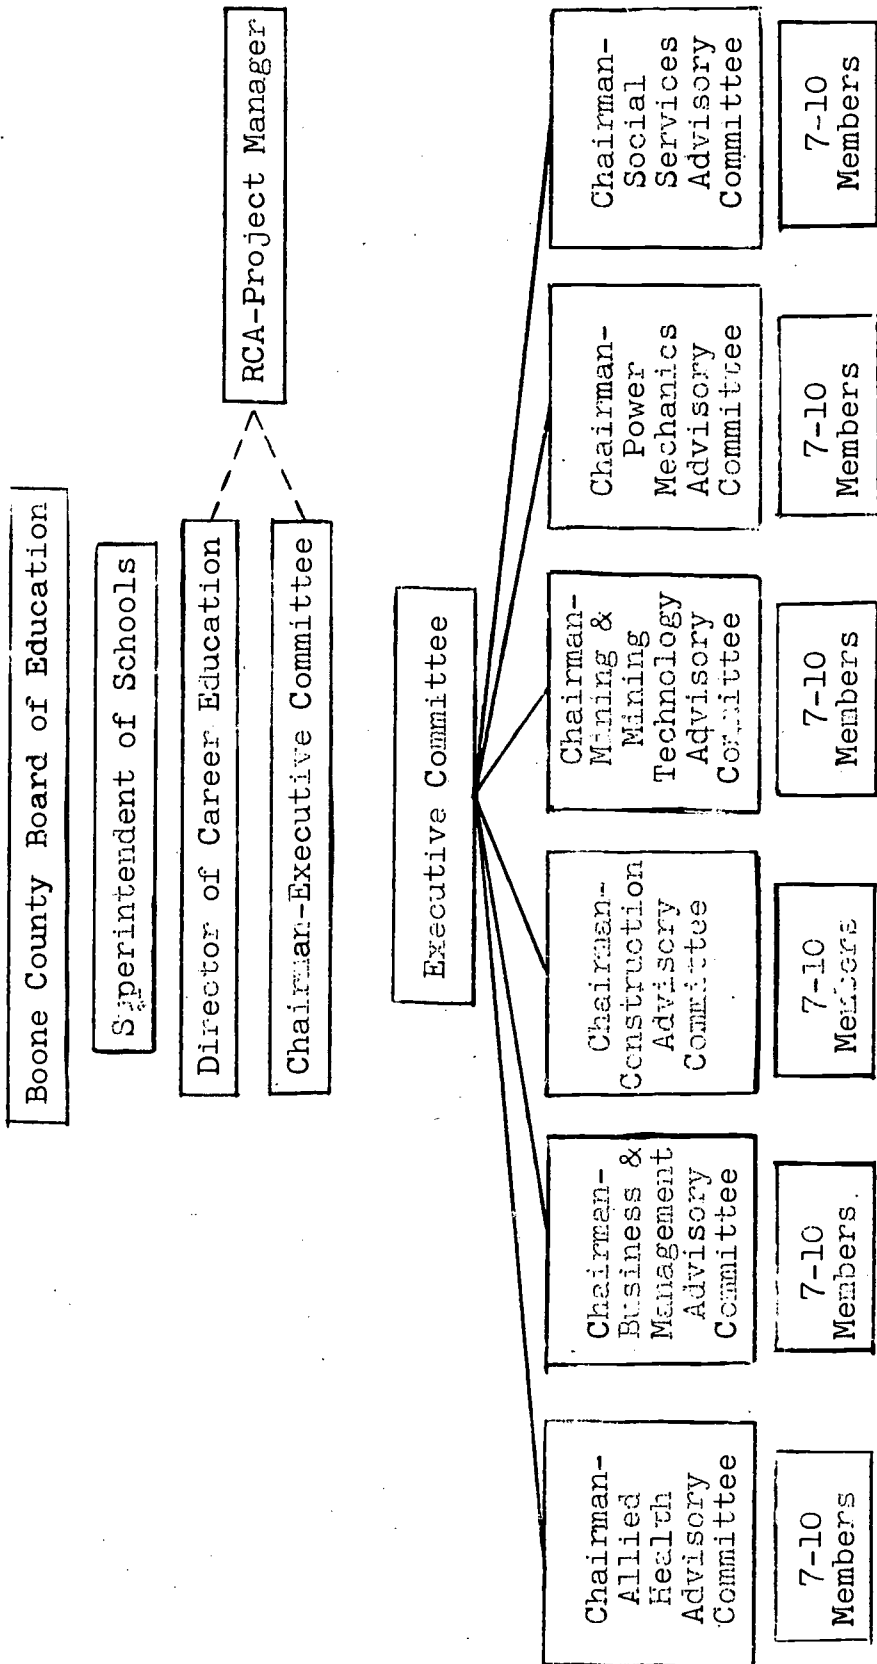 Boone County Board of Education
Superintendent of Schools
Director of Career Education
Chairman-Executive Committee
RCA-Project Manager
Executive Committee
Chairman-
Allied
Health
Advisory
Committee
7-10
Members
Chairman-
Business &
Management
Advisory
Committee
7-10
Members
Chairman-
Construction
Advisory
Committee
7-10
Members
Chairman-
Mining &
Mining
Technology
Advisory
Committee
7-10
Members
Chairman-
Power
Mechanics
Advisory
Committee
7-10
Members
Chairman-
Social
Services
Advisory
Committee
7-10
Members